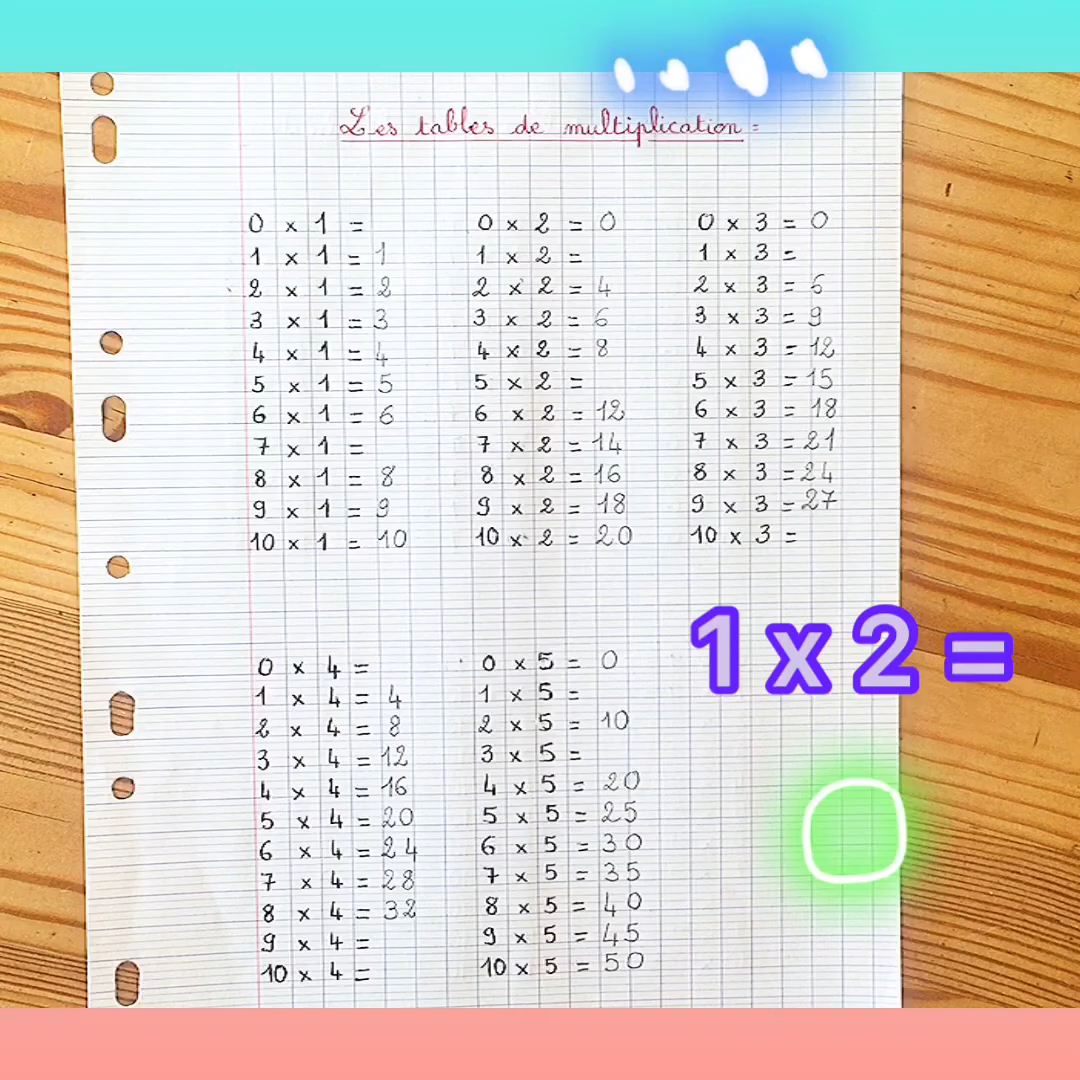 Les tables de multiplication =
0 x 1 =
1 x 1 = 1
2 x 1 = 2
3 x 1 = 3
4 x 1 = 4
5 x 1 = 5
6 x 1 = 6
7 x 1 =
8 x 1 = 8
9 x 1 = 9
10 x 1 = 10
0 x 2 = 0
1 x 2 =
2 x 2 = 4
3 x 2 = 6
4 x 2 = 8
5 x 2 =
6 x 2 = 12
7 x 2 = 14
8 x 2 = 16
9 x 2 = 18
10 x 2 = 20
0 x 3 = 0
1 x 3 =
2 x 3 = 6
3 x 3 = 9
4 x 3 = 12
5 x 3 = 15
6 x 3 = 18
7 x 3 = 21
8 x 3 = 24
9 x 3 = 27
10 x 3 =
0 x 4 =
1 x 4 = 4
2 x 4 = 8
3 x 4 = 12
4 x 4 = 16
5 x 4 = 20
6 x 4 = 24
7 x 4 = 28
8 x 4 = 32
9 x 4 =
10 x 4 =
0 x 5 = 0
1 x 5 =
2 x 5 = 10
3 x 5 =
4 x 5 = 20
5 x 5 = 25
6 x 5 = 30
7 x 5 = 35
8 x 5 = 40
9 x 5 = 45
10 x 5 = 50
1 x 2 =